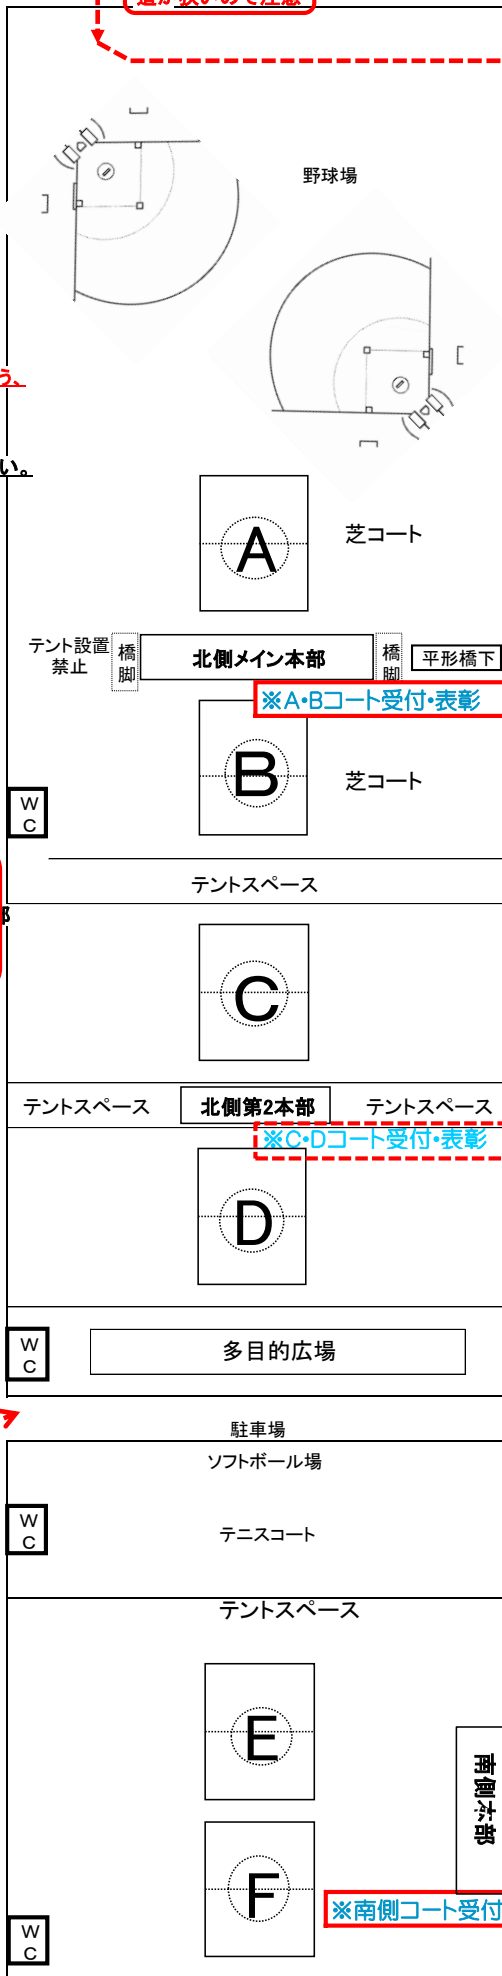 道が狭いので注意
野球場
う、
い。
A
芝コート
テント設置
禁止
橋脚
北側メイン本部
橋脚
平形橋下
※A・Bコート受付・表彰
B
芝コート
WC
テントスペース
部
C
テントスペース
北側第2本部
テントスペース
※C・Dコート受付・表彰
D
WC
多目的広場
駐車場
ソフトボール場
WC
テニスコート
テントスペース
E
南側本部
F
※南側コート受付
WC